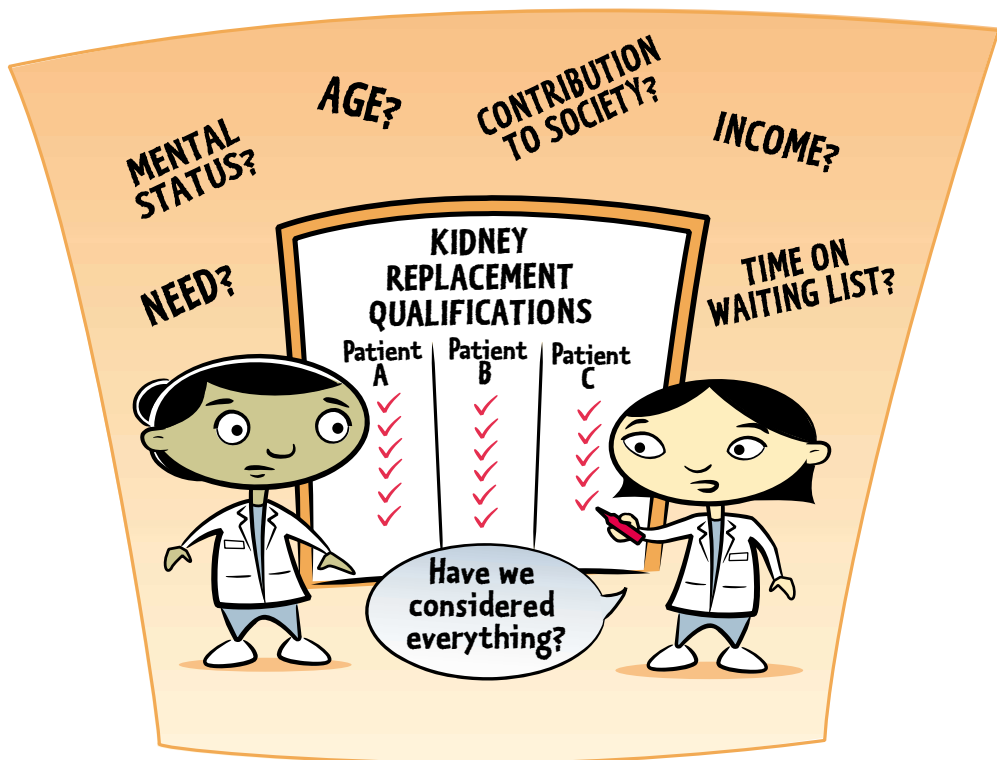 AGE?
CONTRIBUTION
TO SOCIETY?
MENTAL
STATUS?
INCOME?
NEED?
TIME ON
WAITING LIST?
KIDNEY
REPLACEMENT
QUALIFICATIONS
Patient
A
Patient
B
Patient
C
Have we
considered
everything?